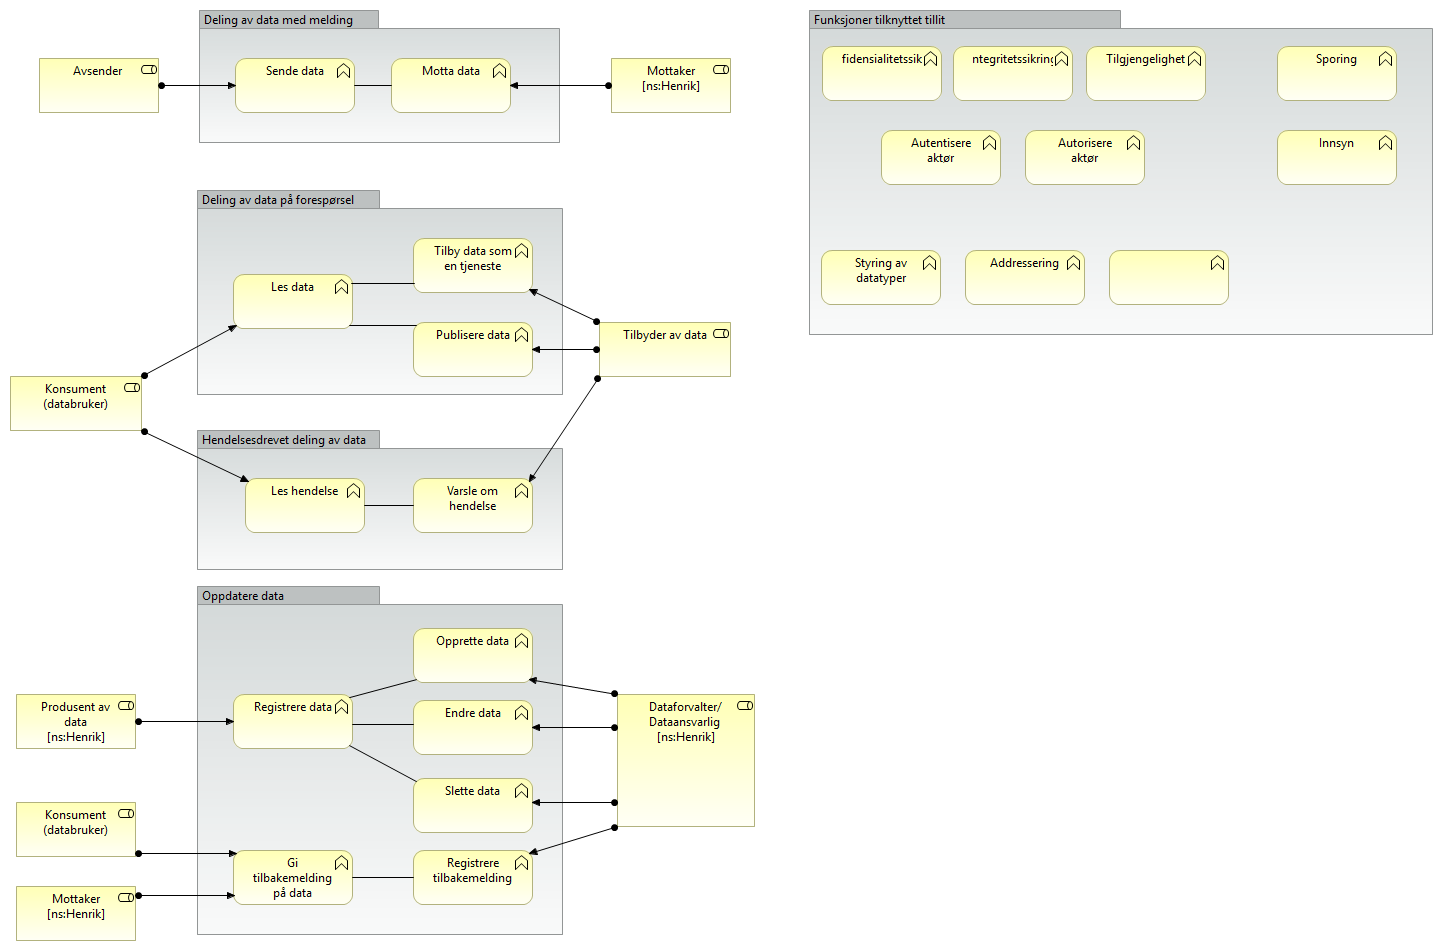 Deling av data med melding
Avsender
Sende data
Motta data
Mottaker
[ns:Henrik]
Deling av data på forespørsel
Les data
Tilby data som
en tjeneste
Publisere data
Tilbyder av data
Konsument
(databruker)
Hendelsesdrevet deling av data
Les hendelse
Varsle om
hendelse
Oppdatere data
Opprette data
Produsent av
data
[ns:Henrik]
Registrere data
Endre data
Dataforvalter/
Dataansvarlig
[ns:Henrik]
Slette data
Konsument
(databruker)
Gi
tilbakemelding
på data
Registrere
tilbakemelding
Mottaker
[ns:Henrik]
Funksjoner tilknyttet tillit
fidensialitetssik
ntegritetssikring
Tilgjengelighet
Sporing
Autentisere
aktør
Autorisere
aktør
Innsyn
Styring av
datatyper
Addressering